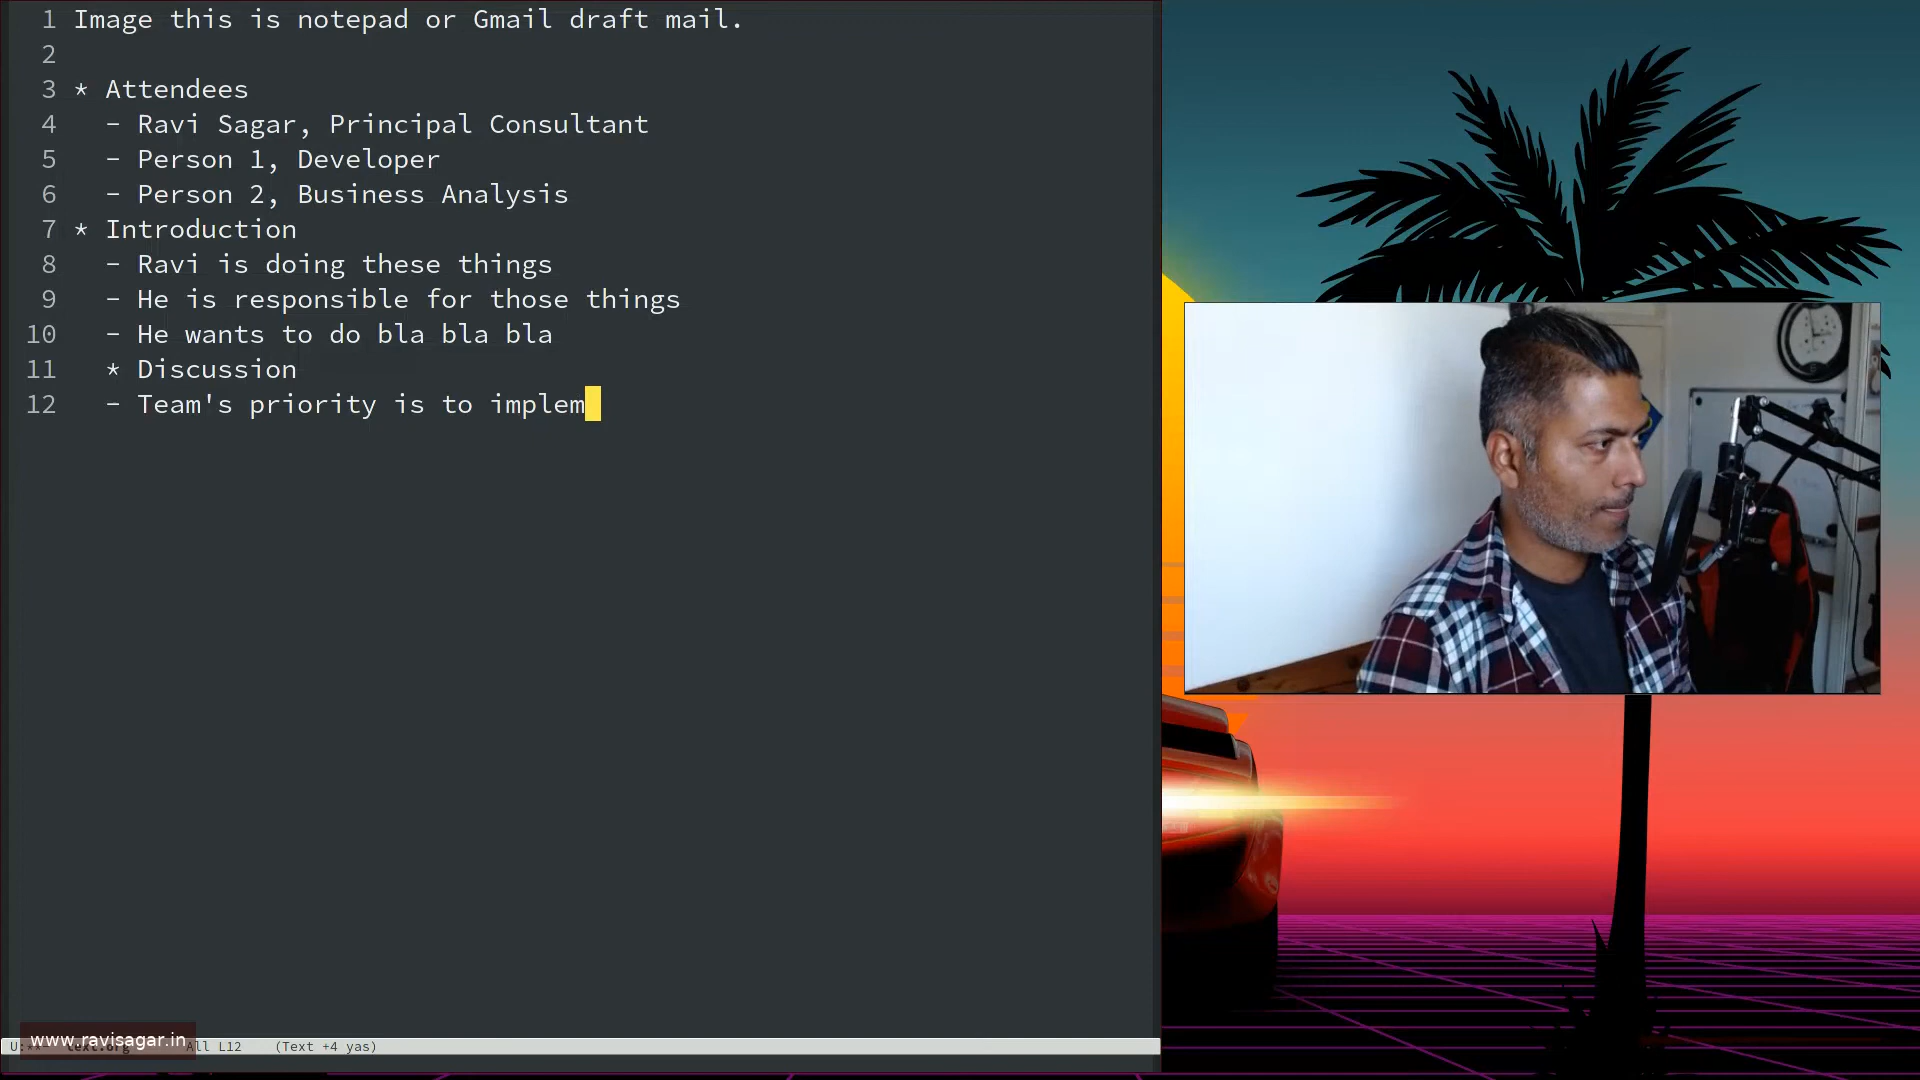 1 Image this is notepad or Gmail draft mail.
2
3 * Attendees
4 - Ravi Sagar, Principal Consultant
5 - Person 1, Developer
6 - Person 2, Business Analysis
7 * Introduction
8 - Ravi is doing these things
9 - He is responsible for those things
10 - He wants to do bla bla bla
11 * Discussion
12 - Team's priority is to implem
www.ravisagar.in
All L12 (Text +4 yas)